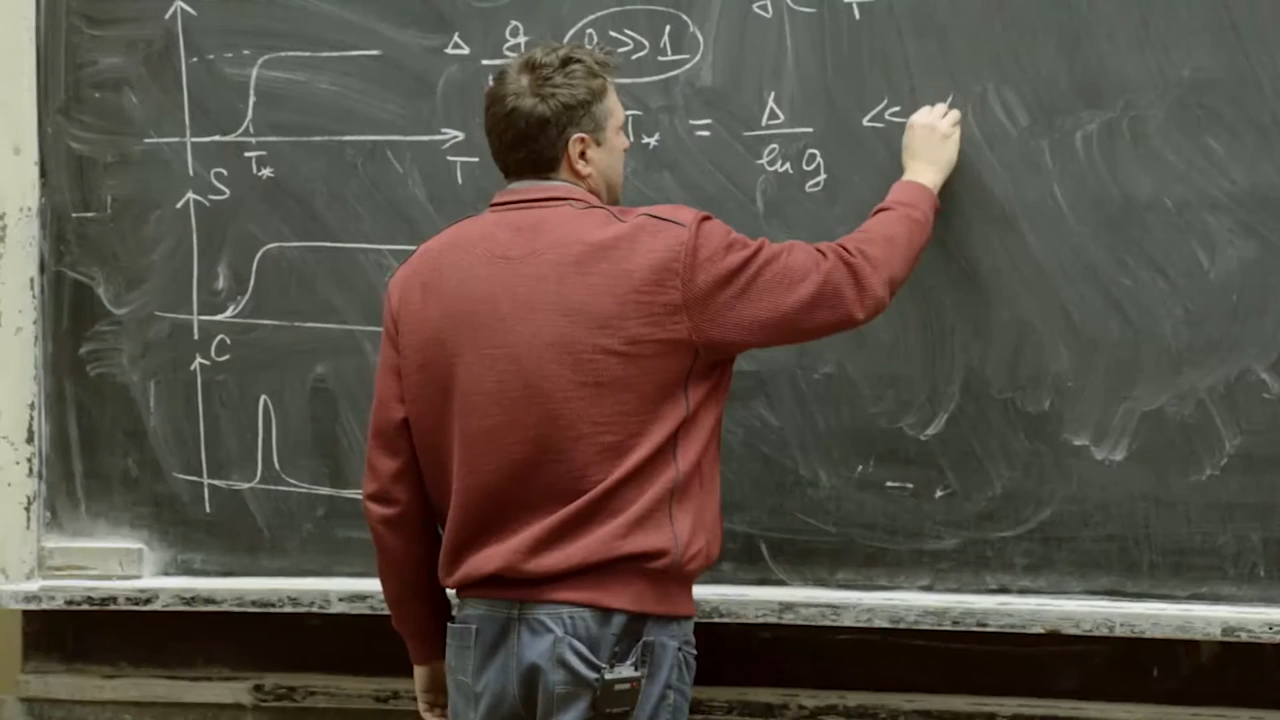 Δ g >> 1
T* = Δ / ln g <<
T*
T
S
C